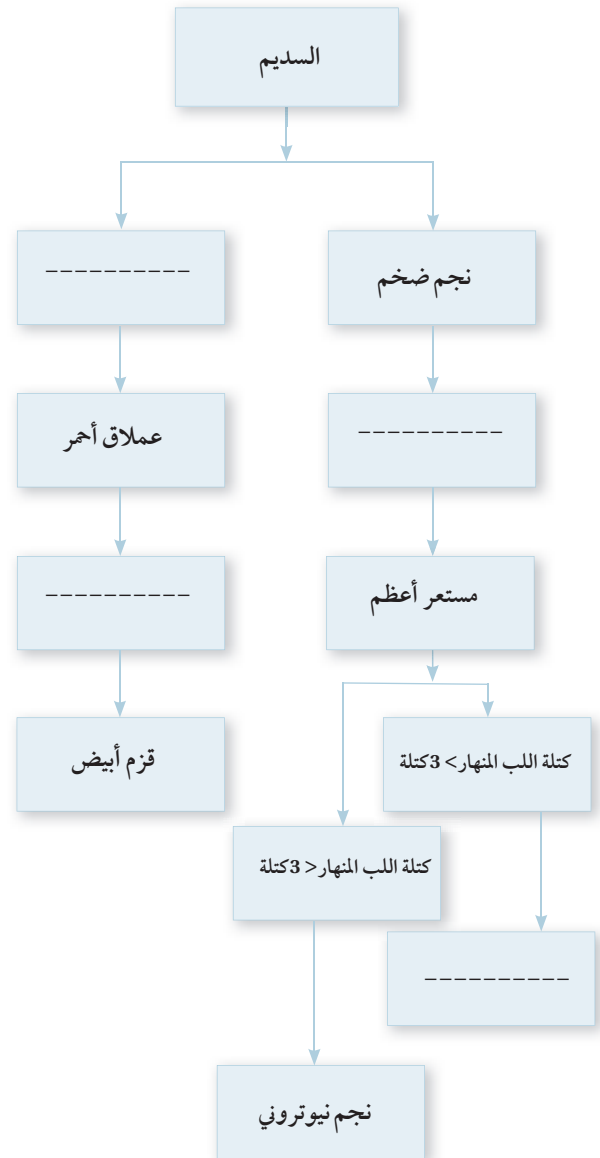 السديم
نجم ضخم
----------
----------
عملاق أحمر
مستعر أعظم
----------
كتلة اللب المنهار> 3كتلة
قزم أبيض
كتلة اللب المنهار< 3كتلة
----------
نجم نيوتروني